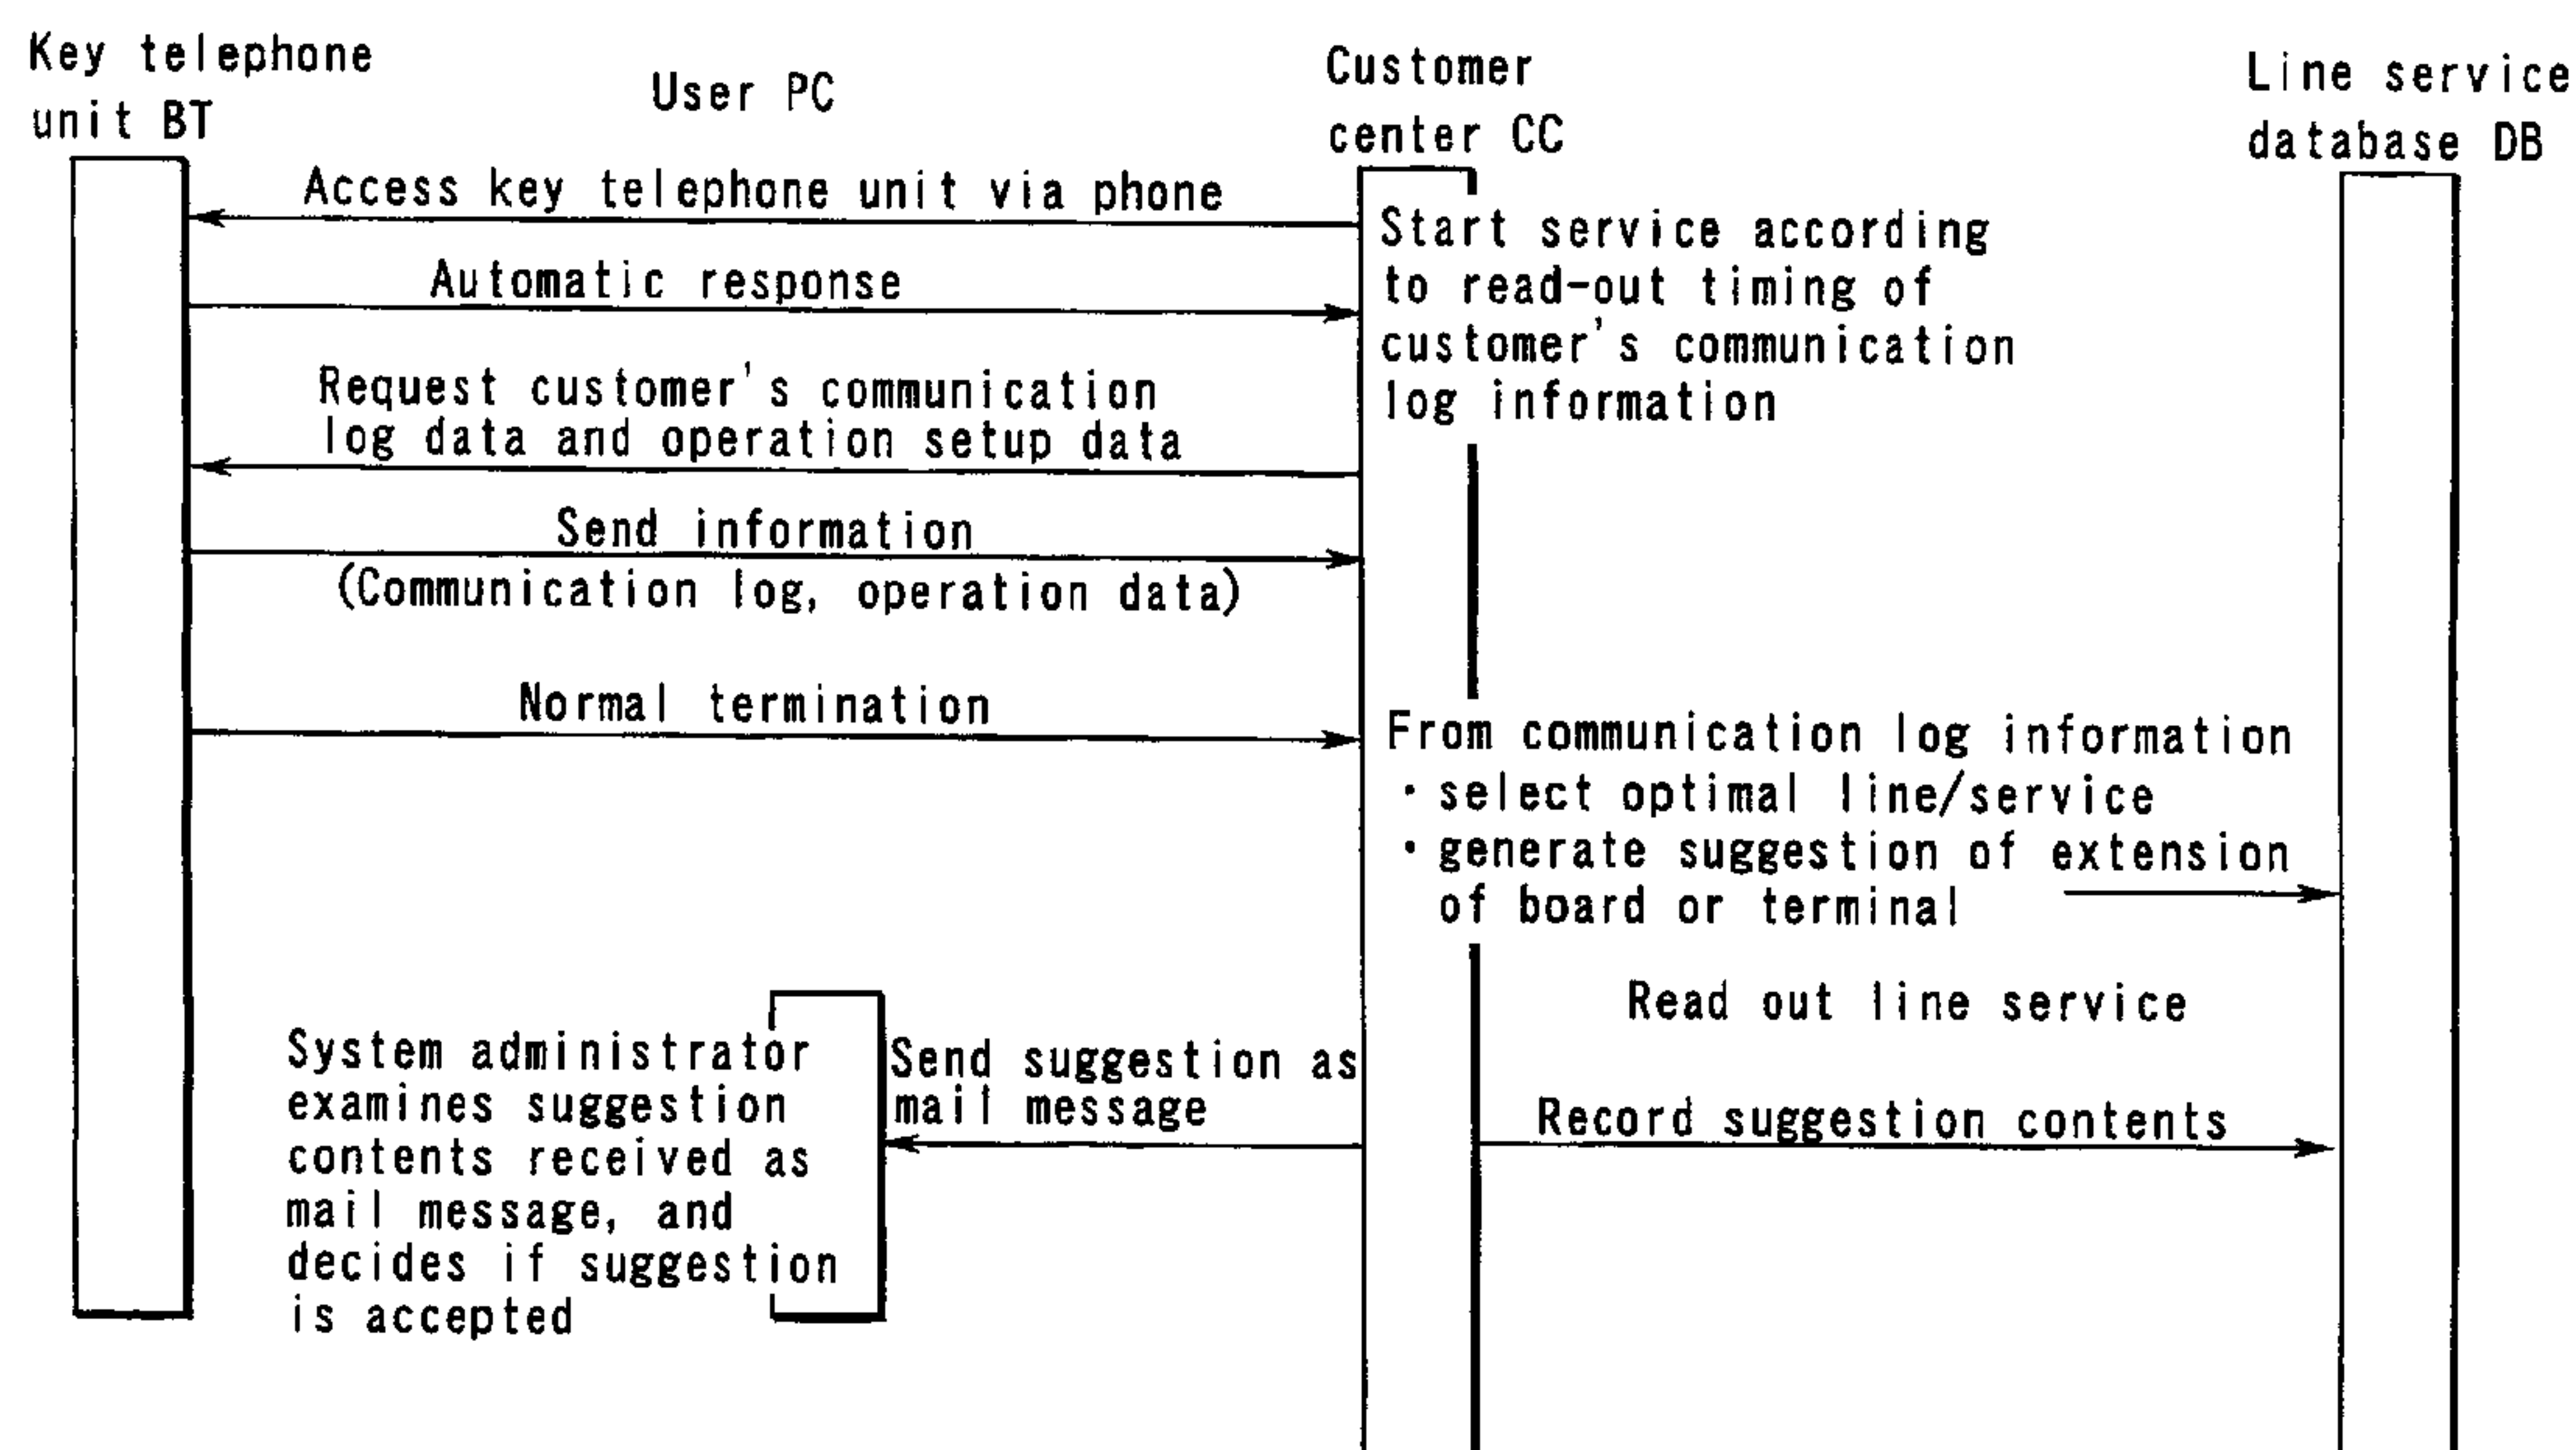 Key telephone
unit BT
User PC
Customer
center CC
Line service
database DB
Access key telephone unit via phone
Start service according
to read-out timing of
customer's communication
log information
Automatic response
Request customer's communication
log data and operation setup data
Send information
(Communication log, operation data)
Normal termination
From communication log information
・select optimal line/service
・generate suggestion of extension
of board or terminal
Read out line service
System administrator
examines suggestion
contents received as
mail message, and
decides if suggestion
is accepted
Send suggestion as
mail message
Record suggestion contents